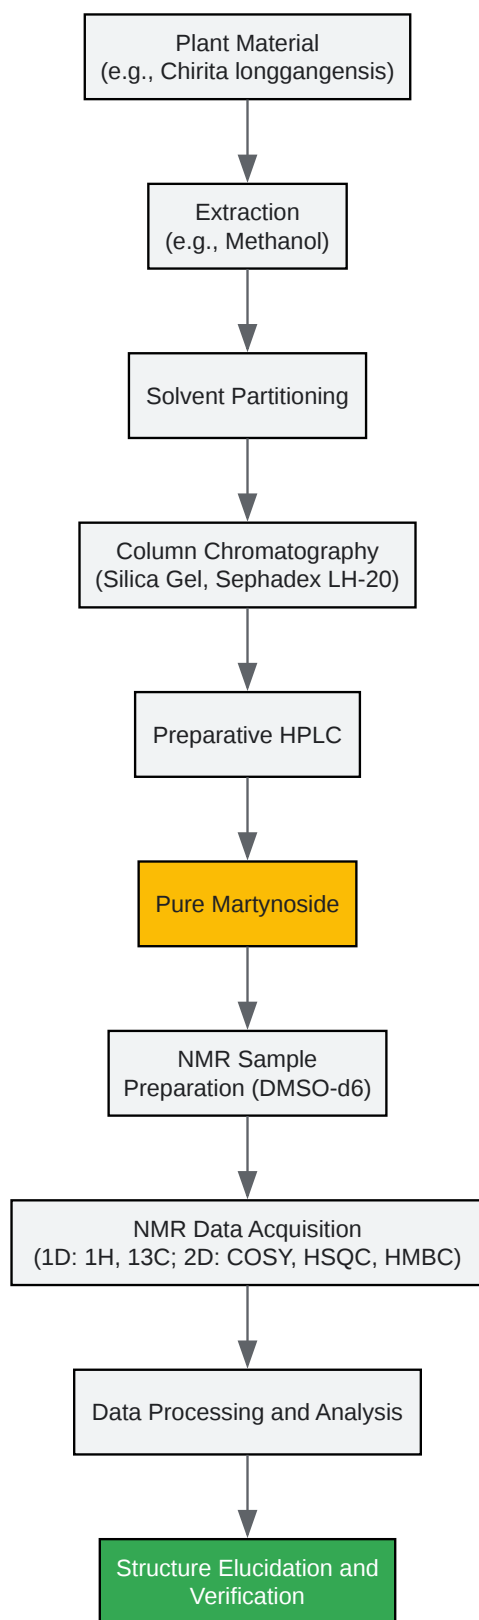 Plant Material
(e.g., Chirita longgangensis)
Extraction
(e.g., Methanol)
Solvent Partitioning
Column Chromatography
(Silica Gel, Sephadex LH-20)
Preparative HPLC
Pure Martynoside
NMR Sample
Preparation (DMSO-d6)
NMR Data Acquisition
(1D: 1H, 13C; 2D: COSY, HSQC, HMBC)
Data Processing and Analysis
Structure Elucidation and
Verification